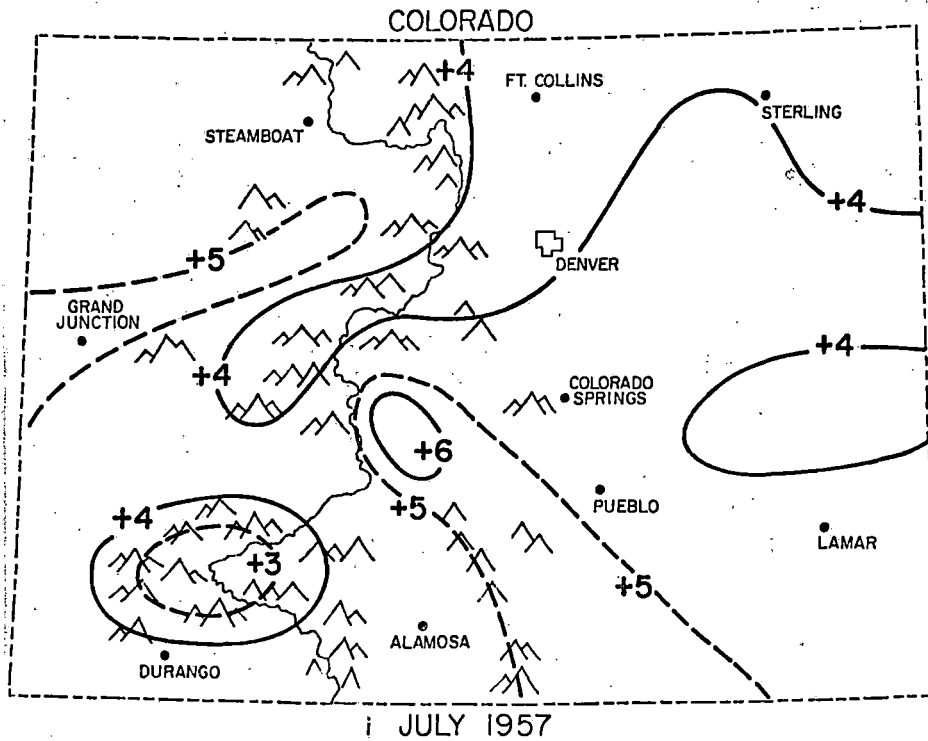 COLORADO
+4
FT. COLLINS
STERLING
STEAMBOAT
+4
+5
DENVER
GRAND
JUNCTION
+4
+4
COLORADO
SPRINGS
+6
+5
PUEBLO
+4
LAMAR
+3
+5
ALAMOSA
DURANGO
1 JULY 1957